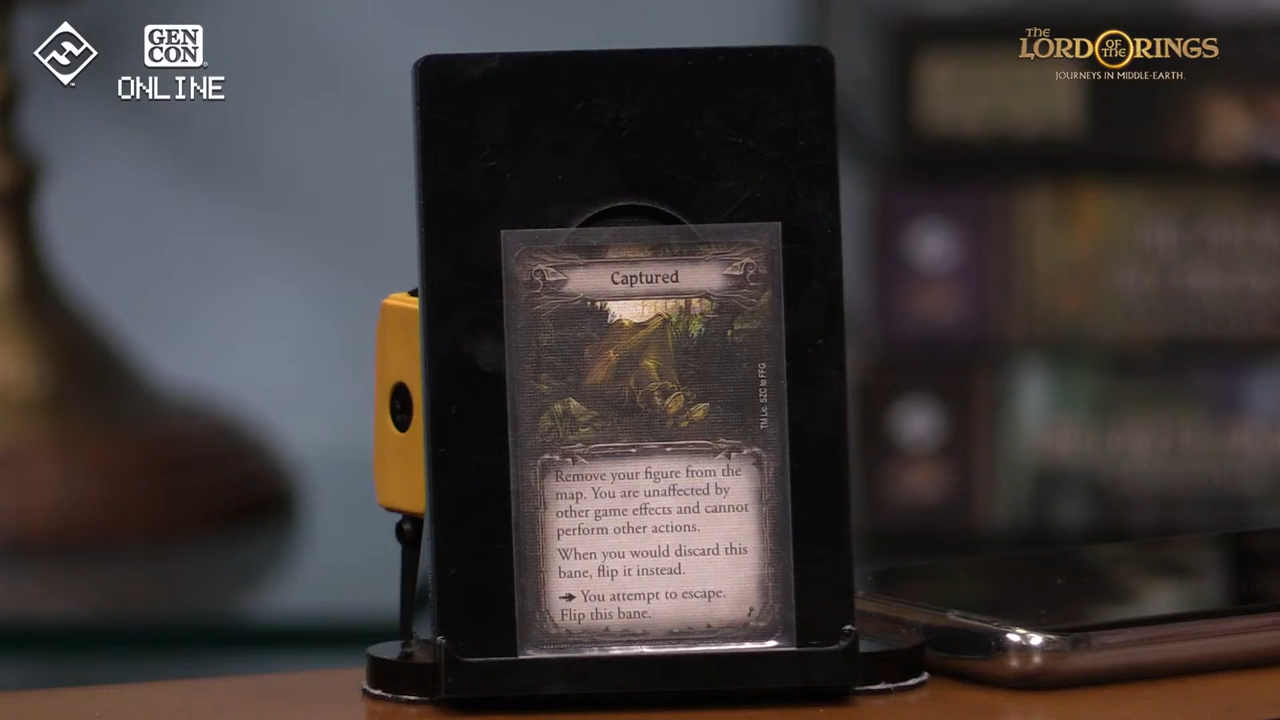 GEN
CON
ONLINE
THE
LORD OF THE RINGS
JOURNEYS IN MIDDLE-EARTH
Captured
TM Lic. SZC to FFG
Remove your figure from the
map. You are unaffected by
other game effects and cannot
perform other actions.
When you would discard this
bane, flip it instead.
You attempt to escape.
Flip this bane.